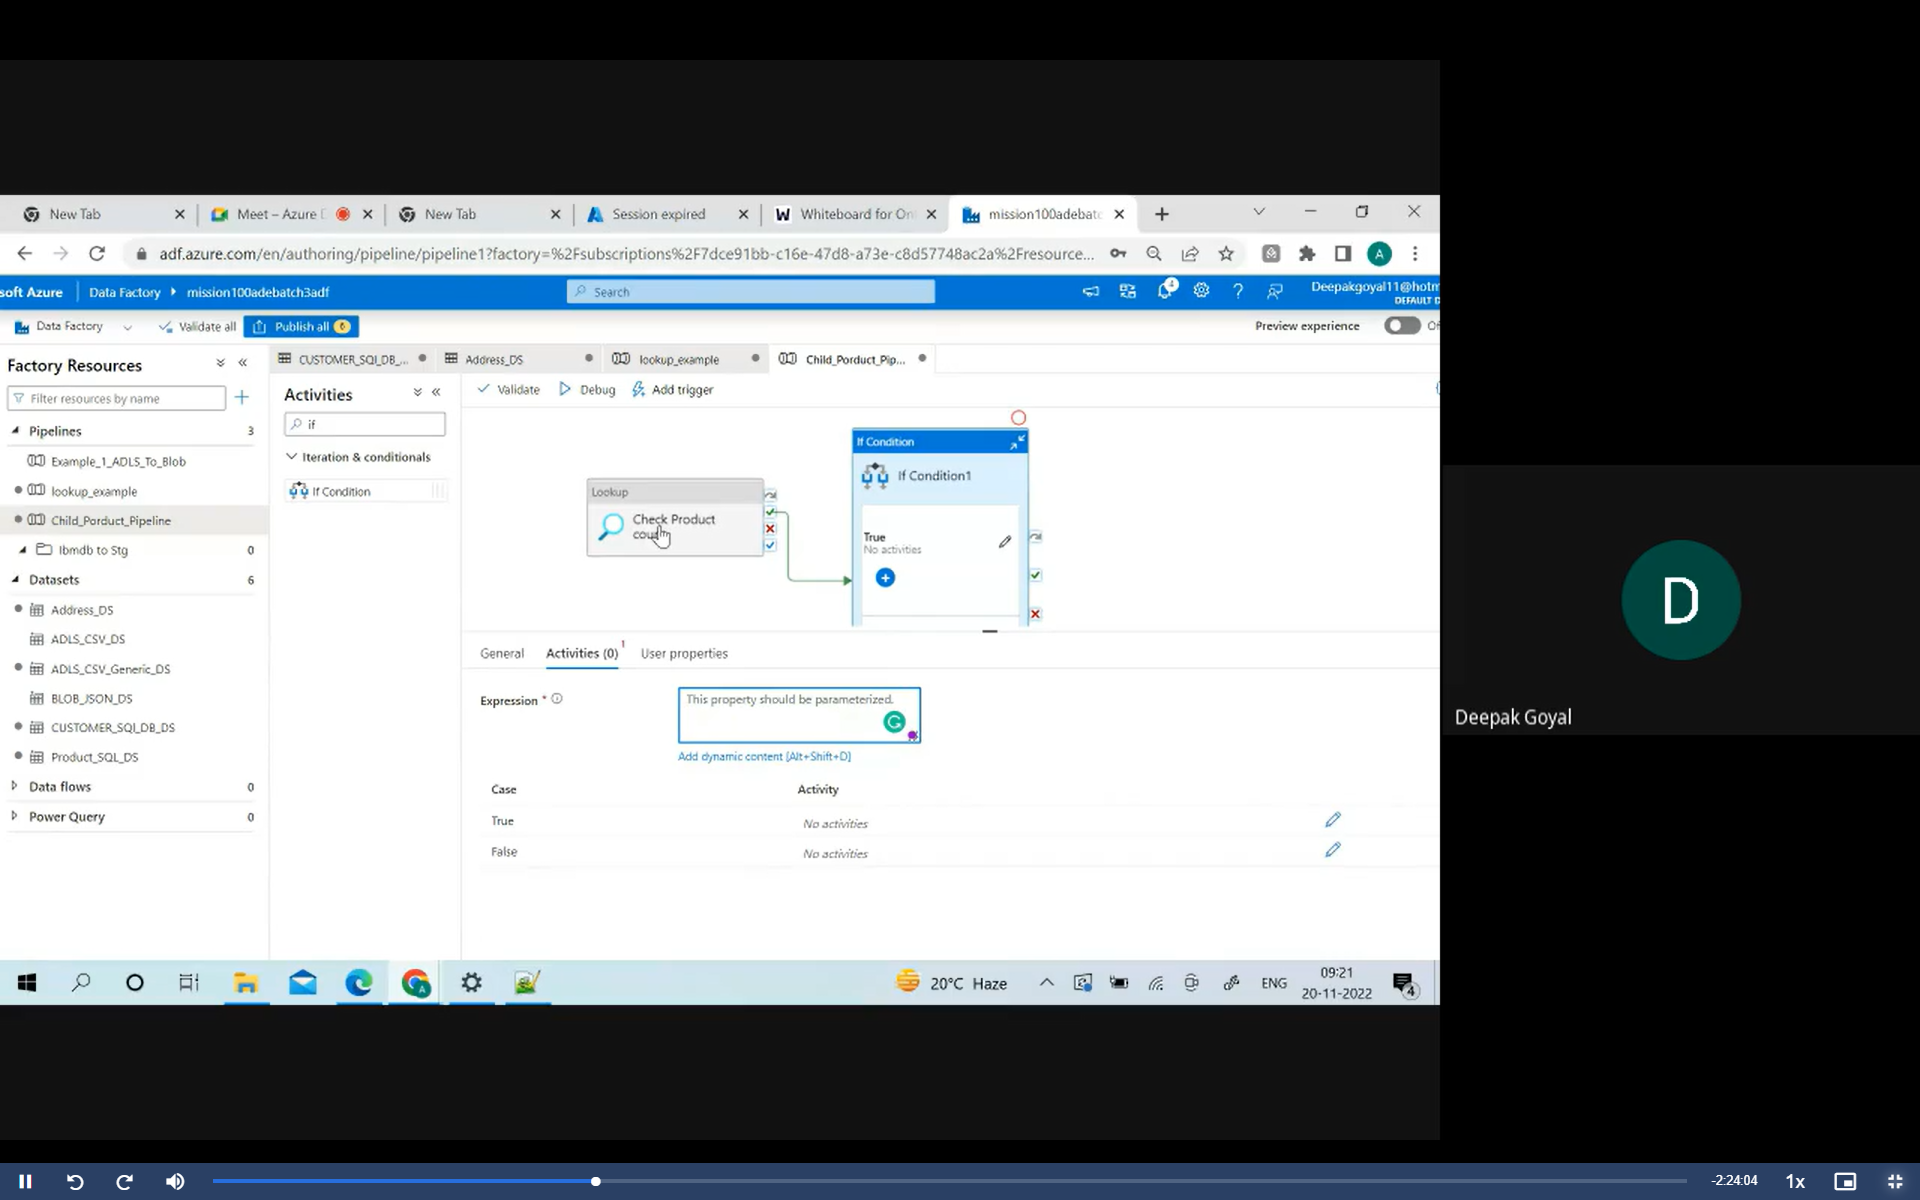 New Tab
Meet – Azure D
New Tab
Session expired
Whiteboard for On
mission100adebatc
adf.azure.com/en/authoring/pipeline/pipeline1?factory=%2Fsubscriptions%2F7dce91bb-c16e-47d8-a73e-c8d57748ac2a%2Fresource...
A
soft Azure
Data Factory
mission100adebatch3adf
Search
4
Deepakgoyal11@hotm
DEFAULT D
Data Factory
Validate all
Publish all 6
Preview experience
Of
Factory Resources
CUSTOMER_SQl_DB_...
Address_DS
lookup_example
Child_Porduct_Pip...
Filter resources by name
Activities
Validate
Debug
Add trigger
if
Pipelines 3
Iteration & conditionals
Example_1_ADLS_To_Blob
lookup_example
If Condition
Child_Porduct_Pipeline
Ibmdb to Stg 0
Datasets 6
Address_DS
ADLS_CSV_DS
ADLS_CSV_Generic_DS
BLOB_JSON_DS
CUSTOMER_SQl_DB_DS
Product_SQL_DS
Data flows 0
Power Query 0
Lookup
Check Product
If Condition
If Condition1
True
No activities
General
Activities (0) 1
User properties
Expression *
This property should be parameterized.
Add dynamic content [Alt+Shift+D]
Case Activity
True No activities
False No activities
20°C Haze
ENG
09:21
20-11-2022
4
D
Deepak Goyal
-2:24:04
1x